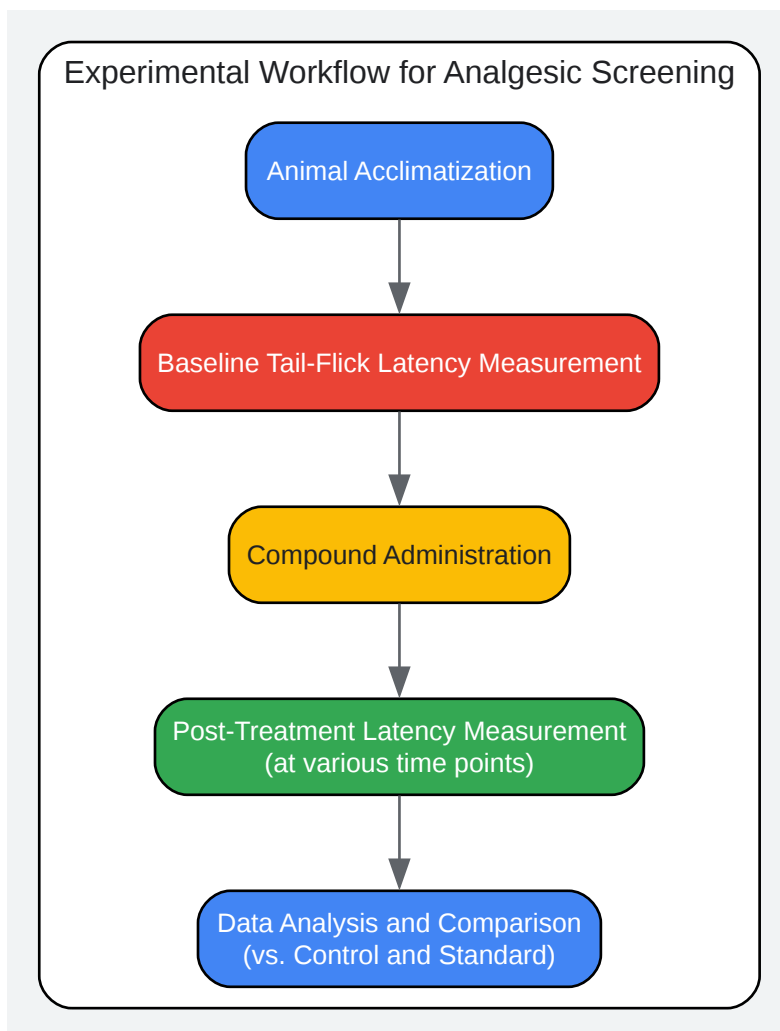 Experimental Workflow for Analgesic Screening
Animal Acclimatization
Baseline Tail-Flick Latency Measurement
Compound Administration
Post-Treatment Latency Measurement
(at various time points)
Data Analysis and Comparison
(vs. Control and Standard)